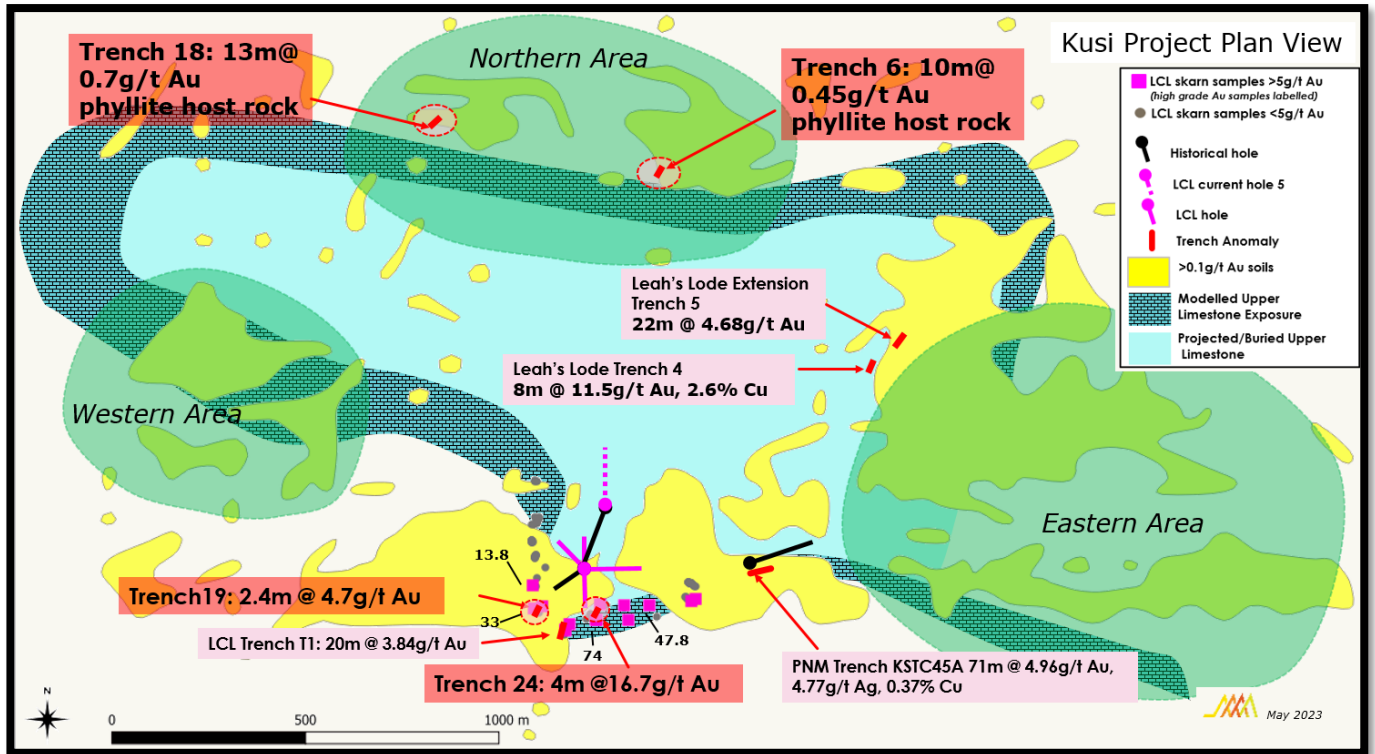 Kusi Project Plan View
Northern Area
Trench 18: 13m@
0.7g/t Au
phyllite host rock
Trench 6: 10m@
0.45g/t Au
phyllite host rock
LCL skarn samples >5g/t Au
(high grade Au samples labelled)
LCL skarn samples <5g/t Au
Historical hole
LCL current hole 5
LCL hole
Trench Anomaly
>0.1g/t Au soils
Modelled Upper
Limestone Exposure
Projected/Buried Upper
Limestone
Leah's Lode Extension
Trench 5
22m @ 4.68g/t Au
Leah's Lode Trench 4
8m @ 11.5g/t Au, 2.6% Cu
Western Area
Eastern Area
13.8
Trench19: 2.4m @ 4.7g/t Au
33
LCL Trench T1: 20m @ 3.84g/t Au
74
47.8
Trench 24: 4m @16.7g/t Au
PNM Trench KSTC45A 71m @ 4.96g/t Au,
4.77g/t Ag, 0.37% Cu
N
0 500 1000 m
May 2023